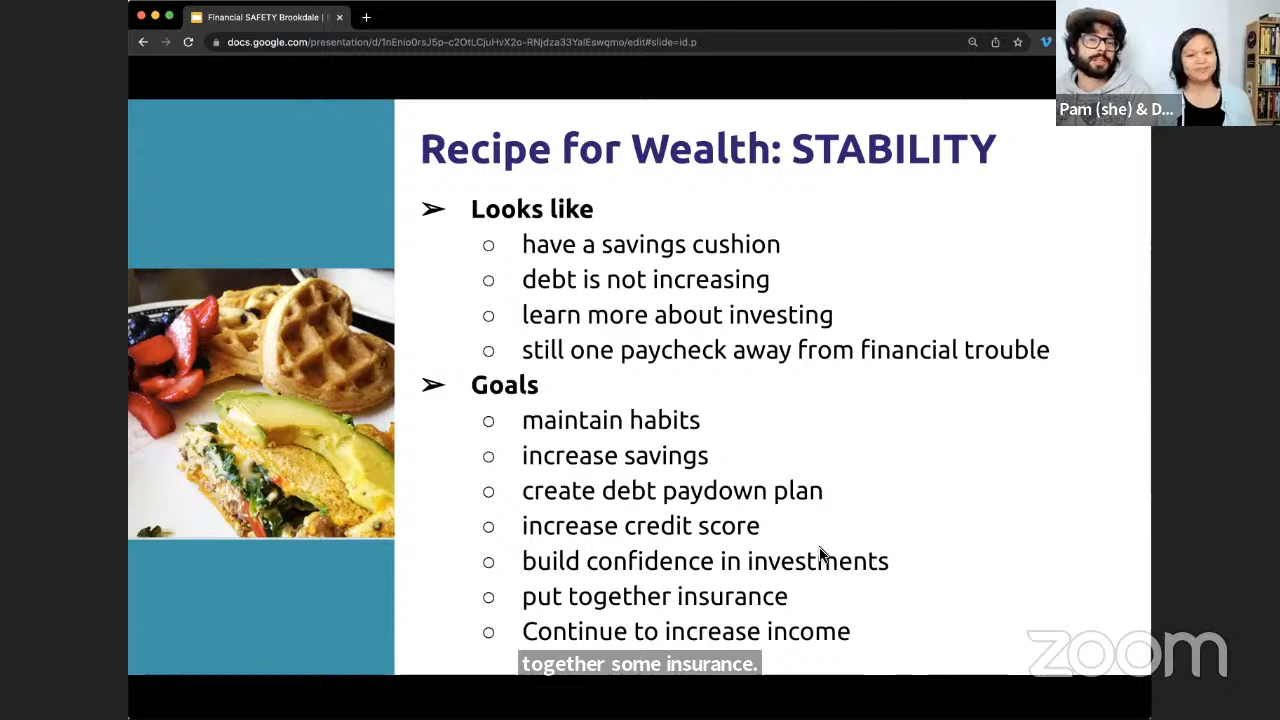 Financial SAFETY Brookdale |
docs.google.com/presentation/d/1nEnio0rsJ5p-c2OtLCjuHvX2o-RNjdza33YalEswqmo/edit#slide=id.p
Pam (she) & D...
Recipe for Wealth: STABILITY
➢ Looks like
○ have a savings cushion
○ debt is not increasing
○ learn more about investing
○ still one paycheck away from financial trouble
➢ Goals
○ maintain habits
○ increase savings
○ create debt paydown plan
○ increase credit score
○ build confidence in investments
○ put together insurance
○ Continue to increase income
together some insurance.
zoom